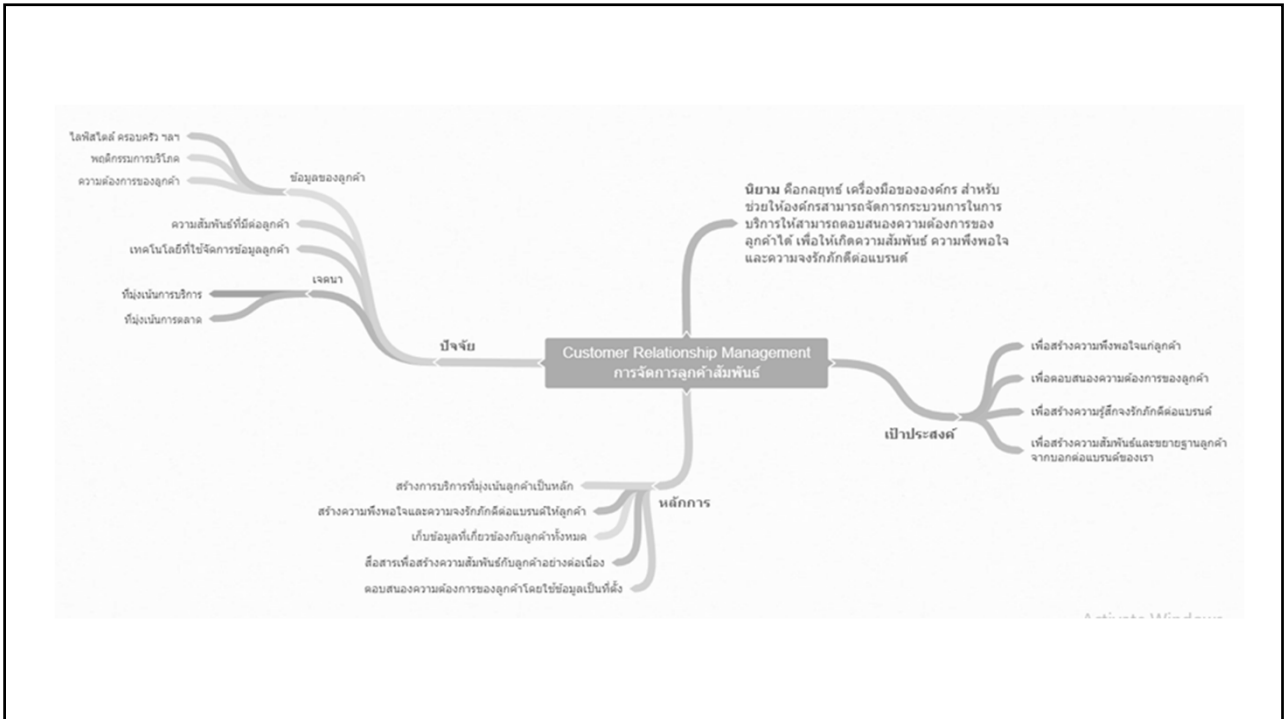 Customer Relationship Management
การจัดการลูกค้าสัมพันธ์
นิยาม คือกลยุทธ์ เครื่องมือขององค์กร สำหรับ
ช่วยให้องค์กรสามารถจัดการกระบวนการในการ
บริการให้สามารถตอบสนองความต้องการของ
ลูกค้าได้ เพื่อให้เกิดความสัมพันธ์ ความพึงพอใจ
และความจงรักภักดีต่อแบรนด์
เป้าประสงค์
เพื่อสร้างความพึงพอใจแก่ลูกค้า
เพื่อตอบสนองความต้องการของลูกค้า
เพื่อสร้างความรู้สึกจงรักภักดีต่อแบรนด์
เพื่อสร้างความสัมพันธ์และขยายฐานลูกค้า
จากบอกต่อแบรนด์ของเรา
หลักการ
สร้างการบริการที่มุ่งเน้นลูกค้าเป็นหลัก
สร้างความพึงพอใจและความจงรักภักดีต่อแบรนด์ให้ลูกค้า
เก็บข้อมูลที่เกี่ยวข้องกับลูกค้าทั้งหมด
สื่อสารเพื่อสร้างความสัมพันธ์กับลูกค้าอย่างต่อเนื่อง
ตอบสนองความต้องการของลูกค้าโดยใช้ข้อมูลเป็นที่ตั้ง
ปัจจัย
ข้อมูลของลูกค้า
ไลฟ์สไตล์ ครอบครัว ฯลฯ
พฤติกรรมการบริโภค
ความต้องการของลูกค้า
ความสัมพันธ์ที่มีต่อลูกค้า
เทคโนโลยีที่ใช้จัดการข้อมูลลูกค้า
เจตนา
ที่มุ่งเน้นการบริการ
ที่มุ่งเน้นการตลาด
Activate Windows